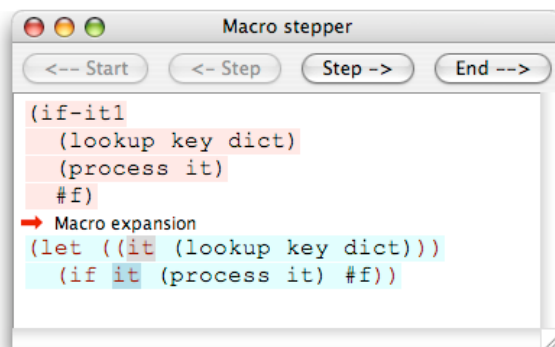 Macro stepper
<-- Start <- Step Step -> End -->
(if-it1
  (lookup key dict)
  (process it)
  #f)
Macro expansion
(let ((it (lookup key dict)))
  (if it (process it) #f))